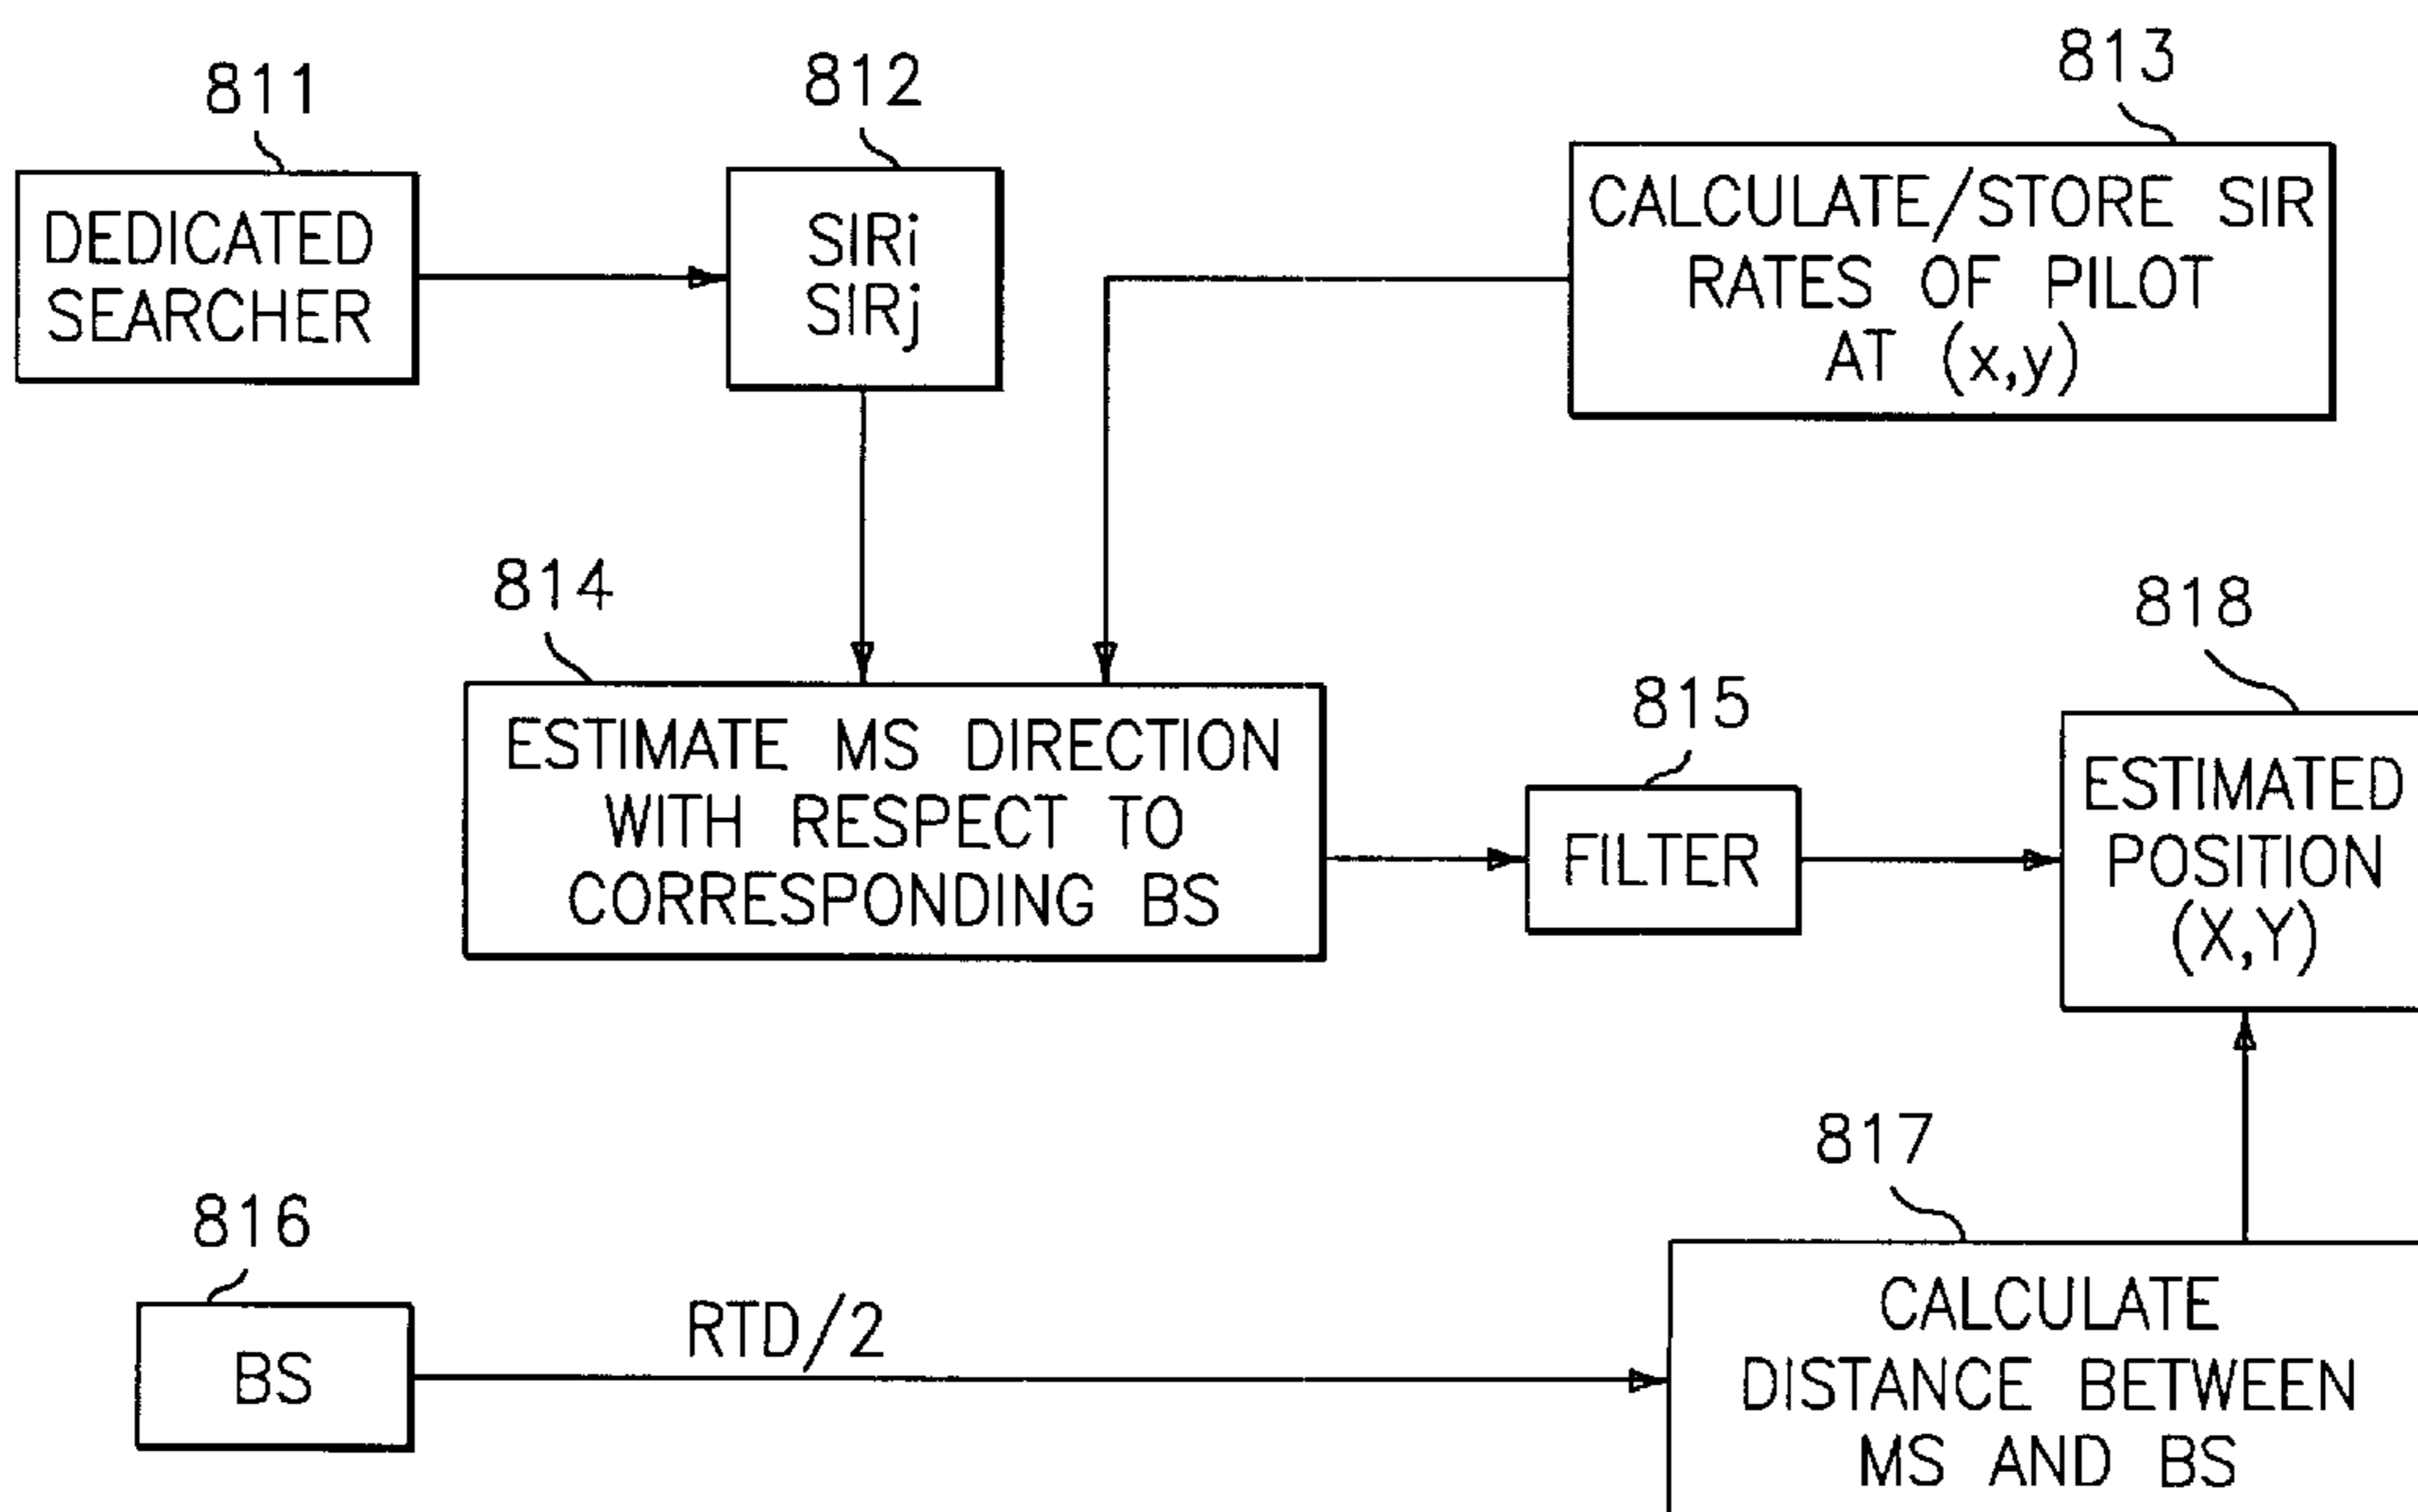 811
812
813
DEDICATED
SEARCHER
SIRi
SIRj
CALCULATE/STORE SIR
RATES OF PILOT
AT (x,y)
814
815
818
ESTIMATE MS DIRECTION
WITH RESPECT TO
CORRESPONDING BS
FILTER
ESTIMATED
POSITION
(X,Y)
816
817
BS
RTD/2
CALCULATE
DISTANCE BETWEEN
MS AND BS